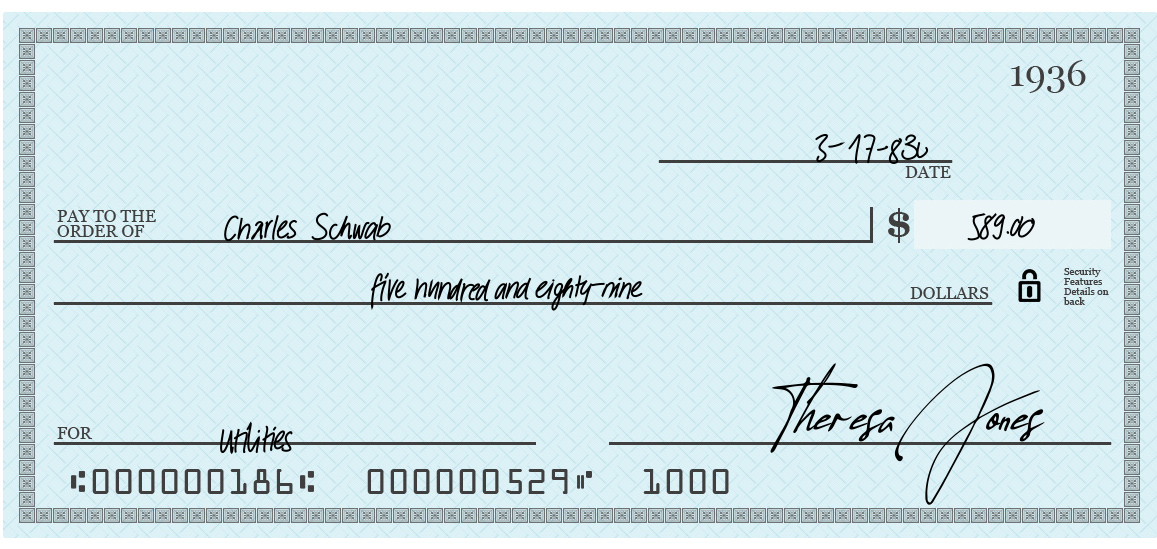 1936
3-17-83
DATE
PAY TO THE
ORDER OF Charles Schwab $ 589.00
five hundred and eighty-nine DOLLARS
Security
Features
Details on
back
FOR utilities Theresa Jones
⑆000000186⑆ 000000529⑈ 1000